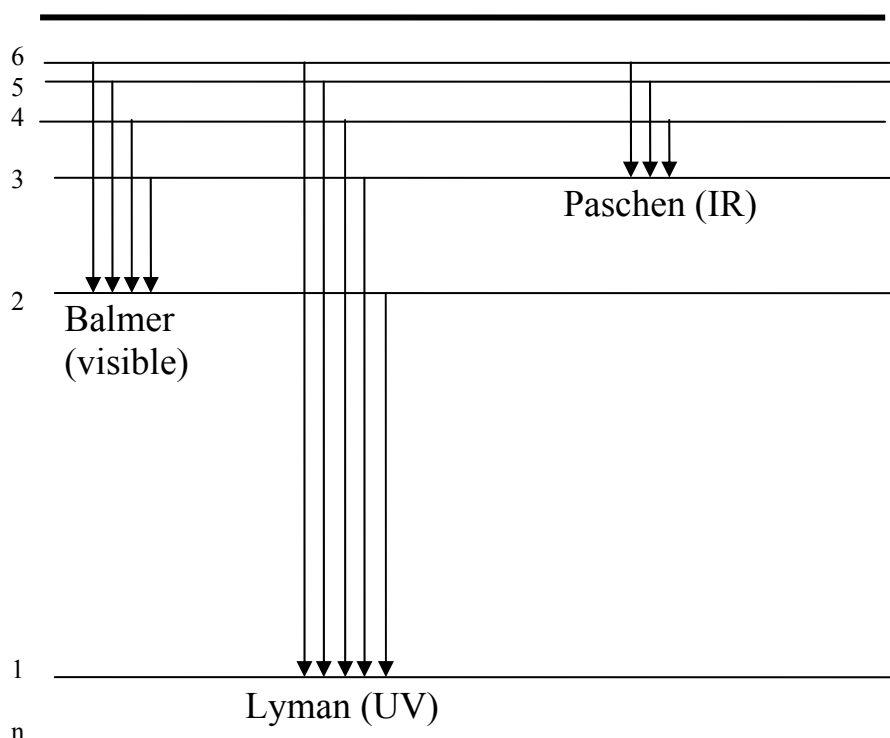 6
5
4
3
Paschen (IR)
2
Balmer
(visible)
1
Lyman (UV)
n